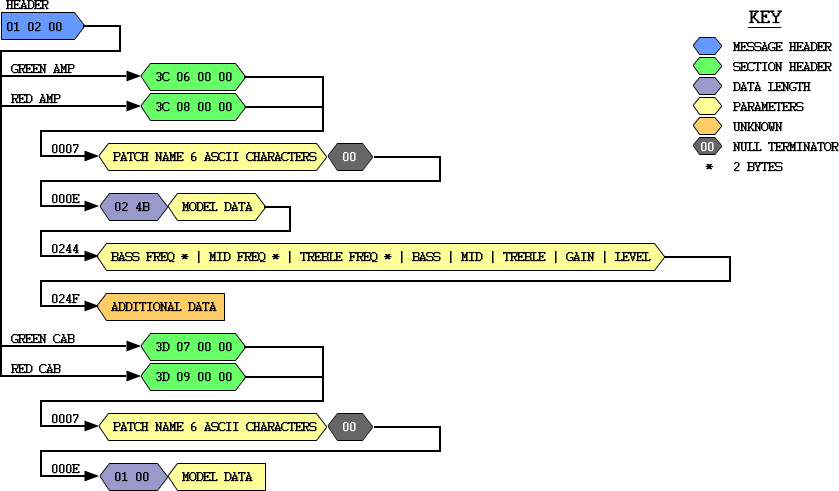 HEADER
01 02 00
GREEN AMP
3C 06 00 00
RED AMP
3C 08 00 00
0007
PATCH NAME 6 ASCII CHARACTERS
00
000E
02 4B
MODEL DATA
0244
BASS FREQ * | MID FREQ * | TREBLE FREQ * | BASS | MID | TREBLE | GAIN | LEVEL
024F
ADDITIONAL DATA
GREEN CAB
3D 07 00 00
RED CAB
3D 09 00 00
0007
PATCH NAME 6 ASCII CHARACTERS
00
000E
01 00
MODEL DATA
KEY
MESSAGE HEADER
SECTION HEADER
DATA LENGTH
PARAMETERS
UNKNOWN
00 NULL TERMINATOR
* 2 BYTES